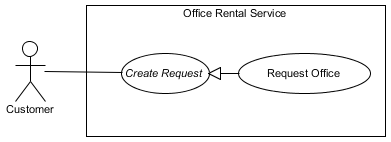 Office Rental Service
Create Request
Request Office
Customer